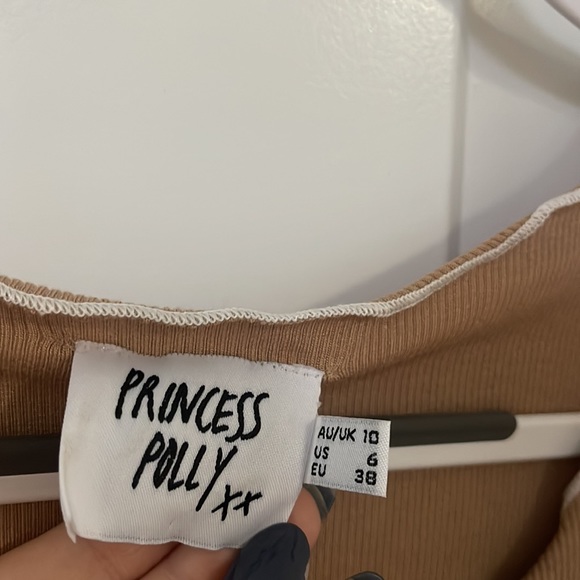 PRINCESS
POLLY xx
AU/UK 10
US 6
EU 38